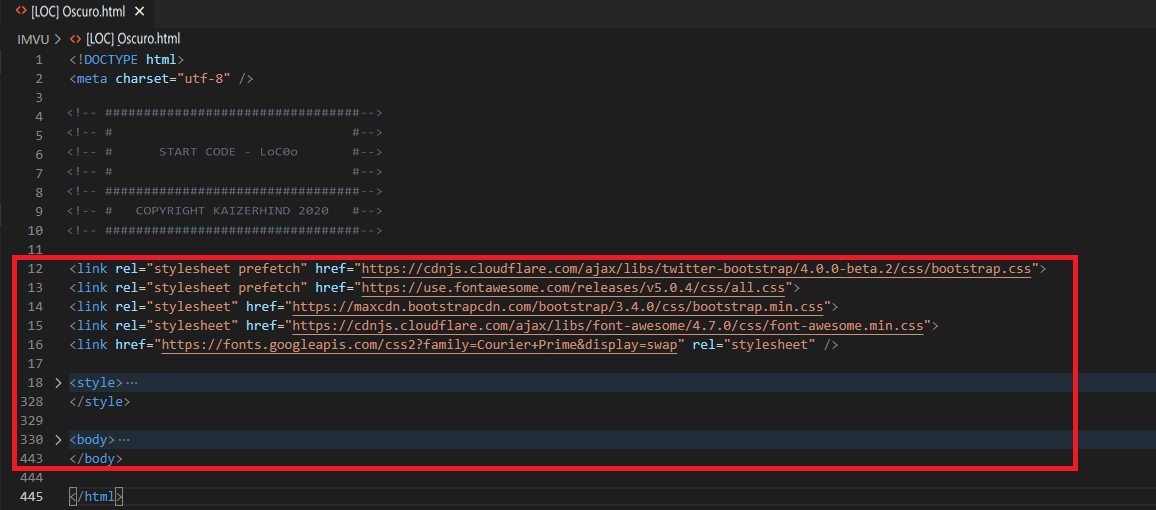 <> [LOC] Oscuro.html ×
IMVU > <> [LOC] Oscuro.html
1 <!DOCTYPE html>
2 <meta charset="utf-8" />
3
4 <!-- #################################-->
5 <!-- # #-->
6 <!-- # START CODE - LoC0o #-->
7 <!-- # #-->
8 <!-- #################################-->
9 <!-- # COPYRIGHT KAIZERHIND 2020 #-->
10 <!-- #################################-->
11
12 <link rel="stylesheet prefetch" href="https://cdnjs.cloudflare.com/ajax/libs/twitter-bootstrap/4.0.0-beta.2/css/bootstrap.css">
13 <link rel="stylesheet prefetch" href="https://use.fontawesome.com/releases/v5.0.4/css/all.css">
14 <link rel="stylesheet" href="https://maxcdn.bootstrapcdn.com/bootstrap/3.4.0/css/bootstrap.min.css">
15 <link rel="stylesheet" href="https://cdnjs.cloudflare.com/ajax/libs/font-awesome/4.7.0/css/font-awesome.min.css">
16 <link href="https://fonts.googleapis.com/css2?family=Courier+Prime&display=swap" rel="stylesheet" />
17
18 > <style>···
328 </style>
329
330 > <body>···
443 </body>
444
445 </html>